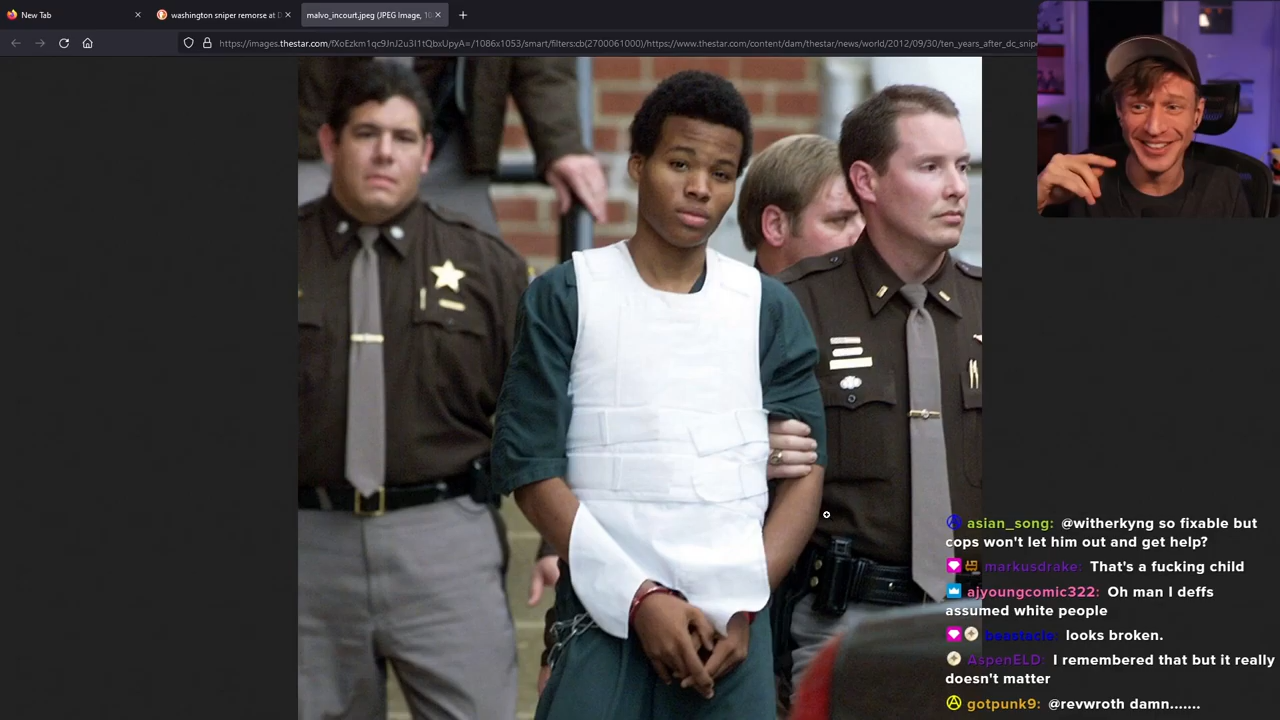 New Tab
washington sniper remorse at D
malvo_incourt.jpeg (JPEG Image, 10
https://images.thestar.com/fXoEzkm1qc9JnJ2u3I1tQbxUpyA=/1086x1053/smart/filters:cb(2700061000)/https://www.thestar.com/content/dam/thestar/news/world/2012/09/30/ten_years_after_dc_snip
asian_song: @witherkyng so fixable but
cops won't let him out and get help?
markusdrake: That's a fucking child
ajyoungcomic322: Oh man I deffs
assumed white people
beastacle: looks broken.
AspenELD: I remembered that but it really
doesn't matter
gotpunk9: @revwroth damn.......